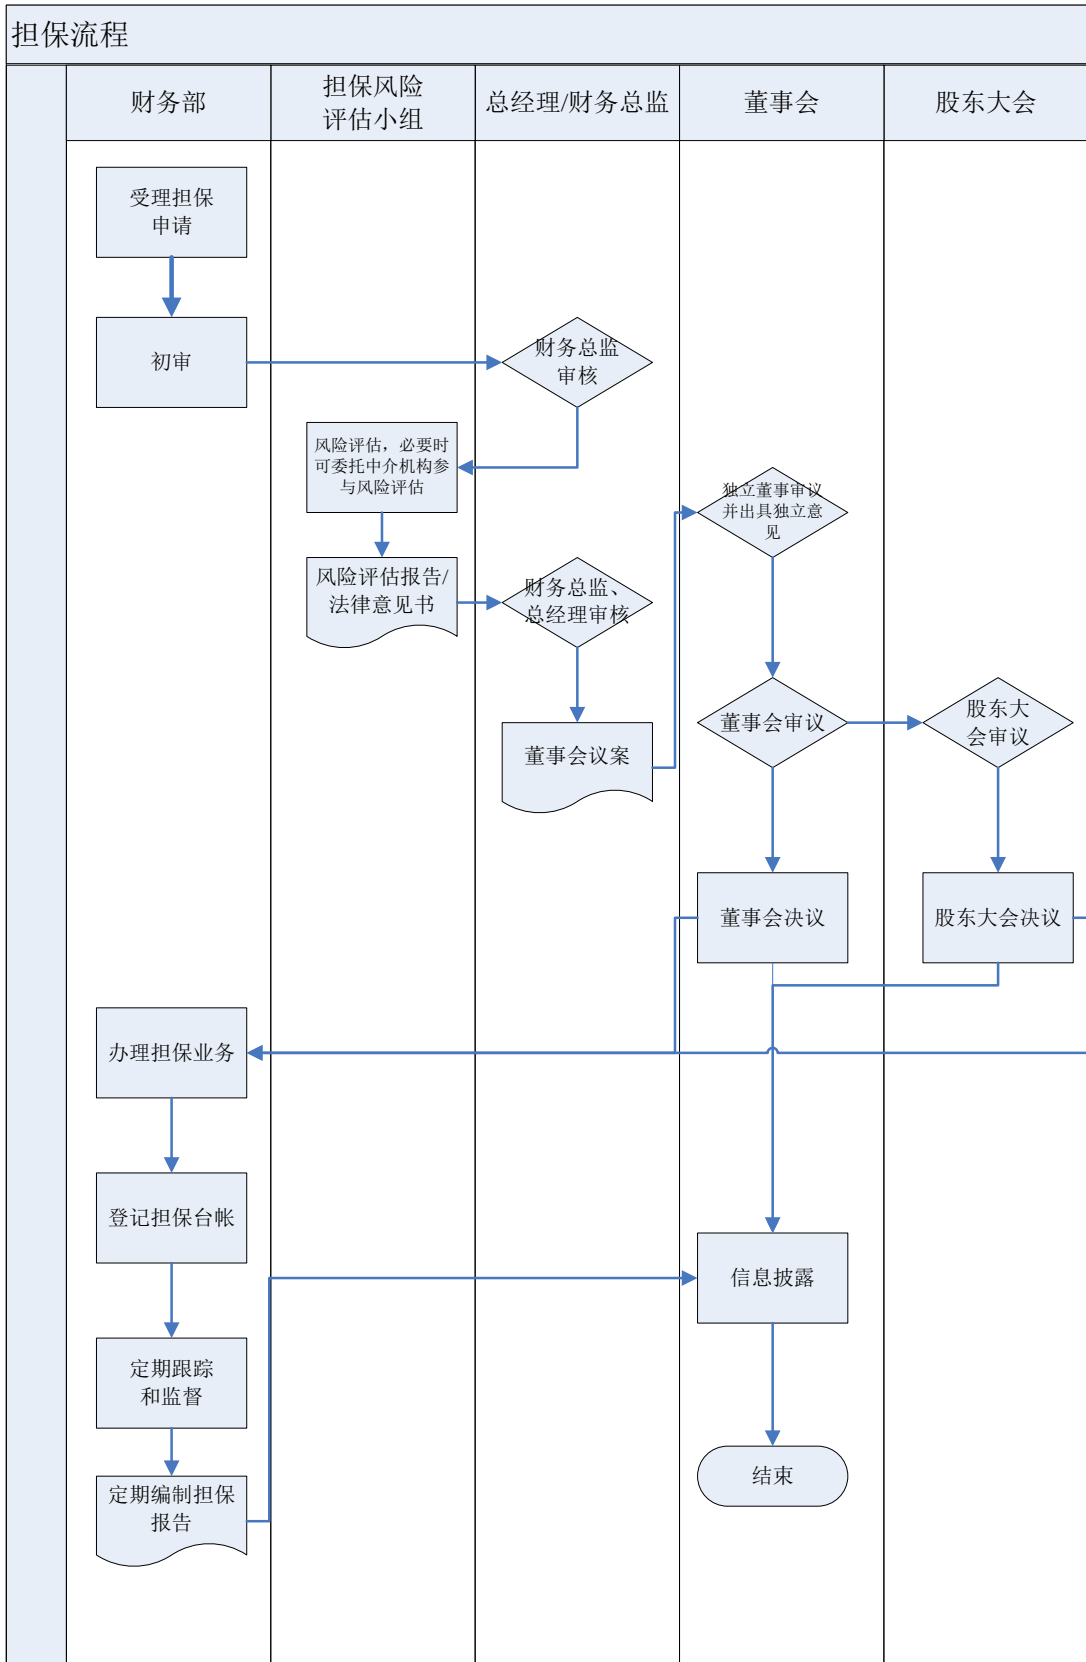 担保流程
财务部
担保风险
评估小组
总经理/财务总监
董事会
股东大会
受理担保
申请
初审
财务总监
审核
风险评估，必要时
可委托中介机构参
与风险评估
独立董事审议
并出具独立意
见
风险评估报告/
法律意见书
财务总监、
总经理审核
董事会议案
董事会审议
股东大
会审议
董事会决议
股东大会决议
办理担保业务
登记担保台帐
信息披露
定期跟踪
和监督
定期编制担保
报告
结束